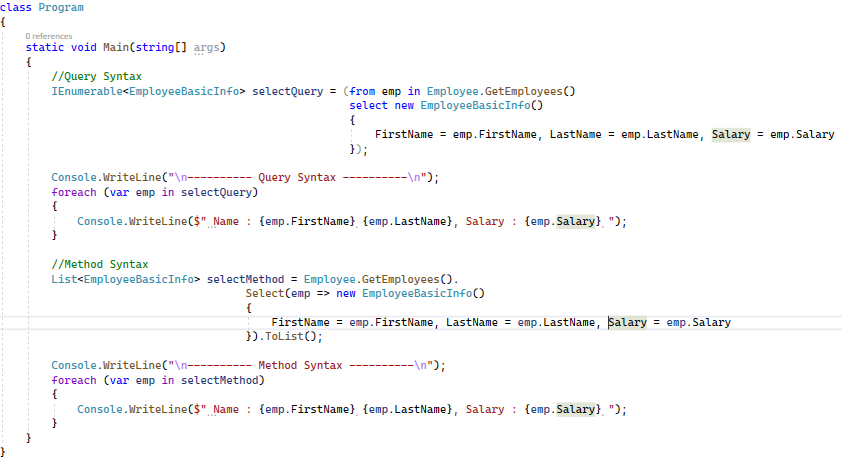 class Program
{
0 references
static void Main(string[] args)
{
//Query Syntax
IEnumerable<EmployeeBasicInfo> selectQuery = (from emp in Employee.GetEmployees()
select new EmployeeBasicInfo()
{
FirstName = emp.FirstName, LastName = emp.LastName, Salary = emp.Salary
});
Console.WriteLine("\n---------- Query Syntax ----------\n");
foreach (var emp in selectQuery)
{
Console.WriteLine($" Name : {emp.FirstName} {emp.LastName}, Salary : {emp.Salary} ");
}
//Method Syntax
List<EmployeeBasicInfo> selectMethod = Employee.GetEmployees().
Select(emp => new EmployeeBasicInfo()
{
FirstName = emp.FirstName, LastName = emp.LastName, Salary = emp.Salary
}).ToList();
Console.WriteLine("\n---------- Method Syntax ----------\n");
foreach (var emp in selectMethod)
{
Console.WriteLine($" Name : {emp.FirstName} {emp.LastName}, Salary : {emp.Salary} ");
}
}
}